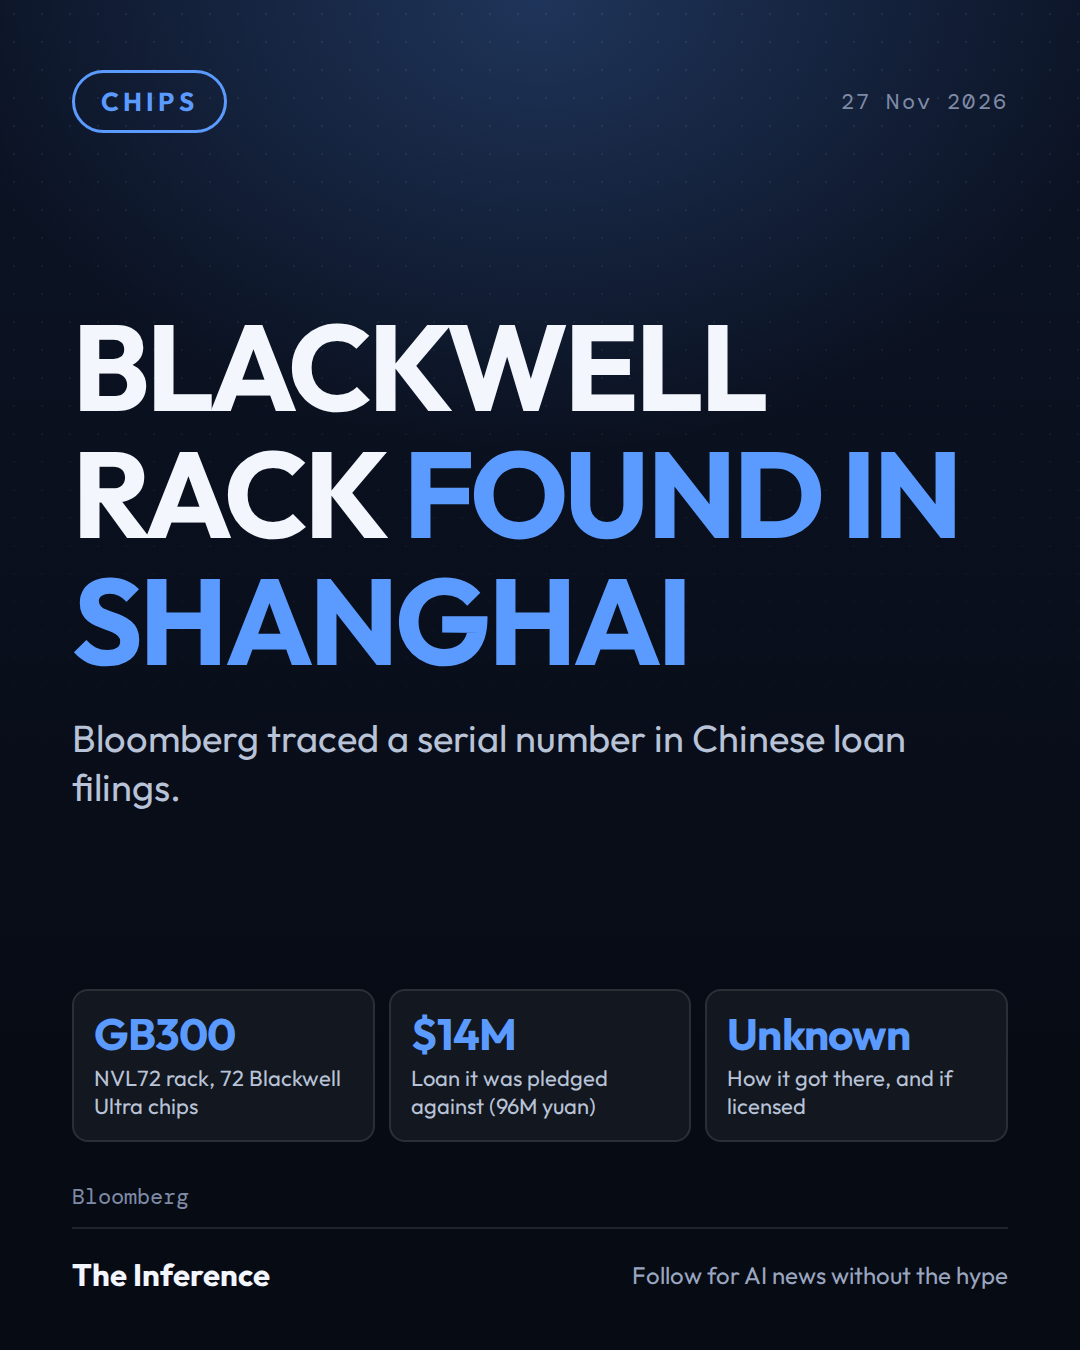 CHIPS
27 Nov 2026
BLACKWELL
RACK FOUND IN
SHANGHAI
Bloomberg traced a serial number in Chinese loan
filings.
GB300
NVL72 rack, 72 Blackwell
Ultra chips
$14M
Loan it was pledged
against (96M yuan)
Unknown
How it got there, and if
licensed
Bloomberg
The Inference
Follow for AI news without the hype